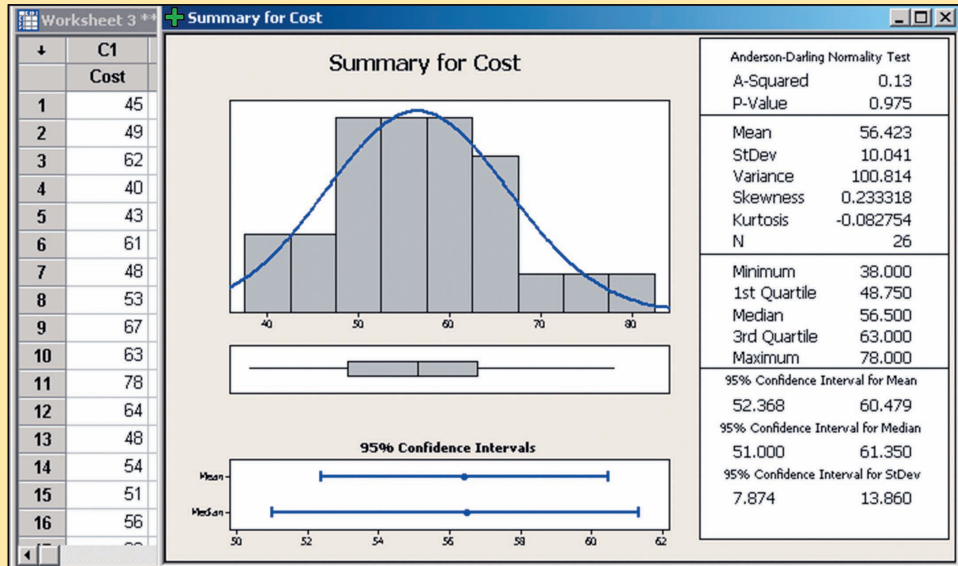 Worksheet 3 **
↓ C1
Cost
1 45
2 49
3 62
4 40
5 43
6 61
7 48
8 53
9 67
10 63
11 78
12 64
13 48
14 54
15 51
16 56
Summary for Cost
Summary for Cost
40 50 60 70 80
95% Confidence Intervals
Mean
Median
50 52 54 56 58 60 62
Anderson-Darling Normality Test
A-Squared 0.13
P-Value 0.975
Mean 56.423
StDev 10.041
Variance 100.814
Skewness 0.233318
Kurtosis -0.082754
N 26
Minimum 38.000
1st Quartile 48.750
Median 56.500
3rd Quartile 63.000
Maximum 78.000
95% Confidence Interval for Mean
52.368 60.479
95% Confidence Interval for Median
51.000 61.350
95% Confidence Interval for StDev
7.874 13.860